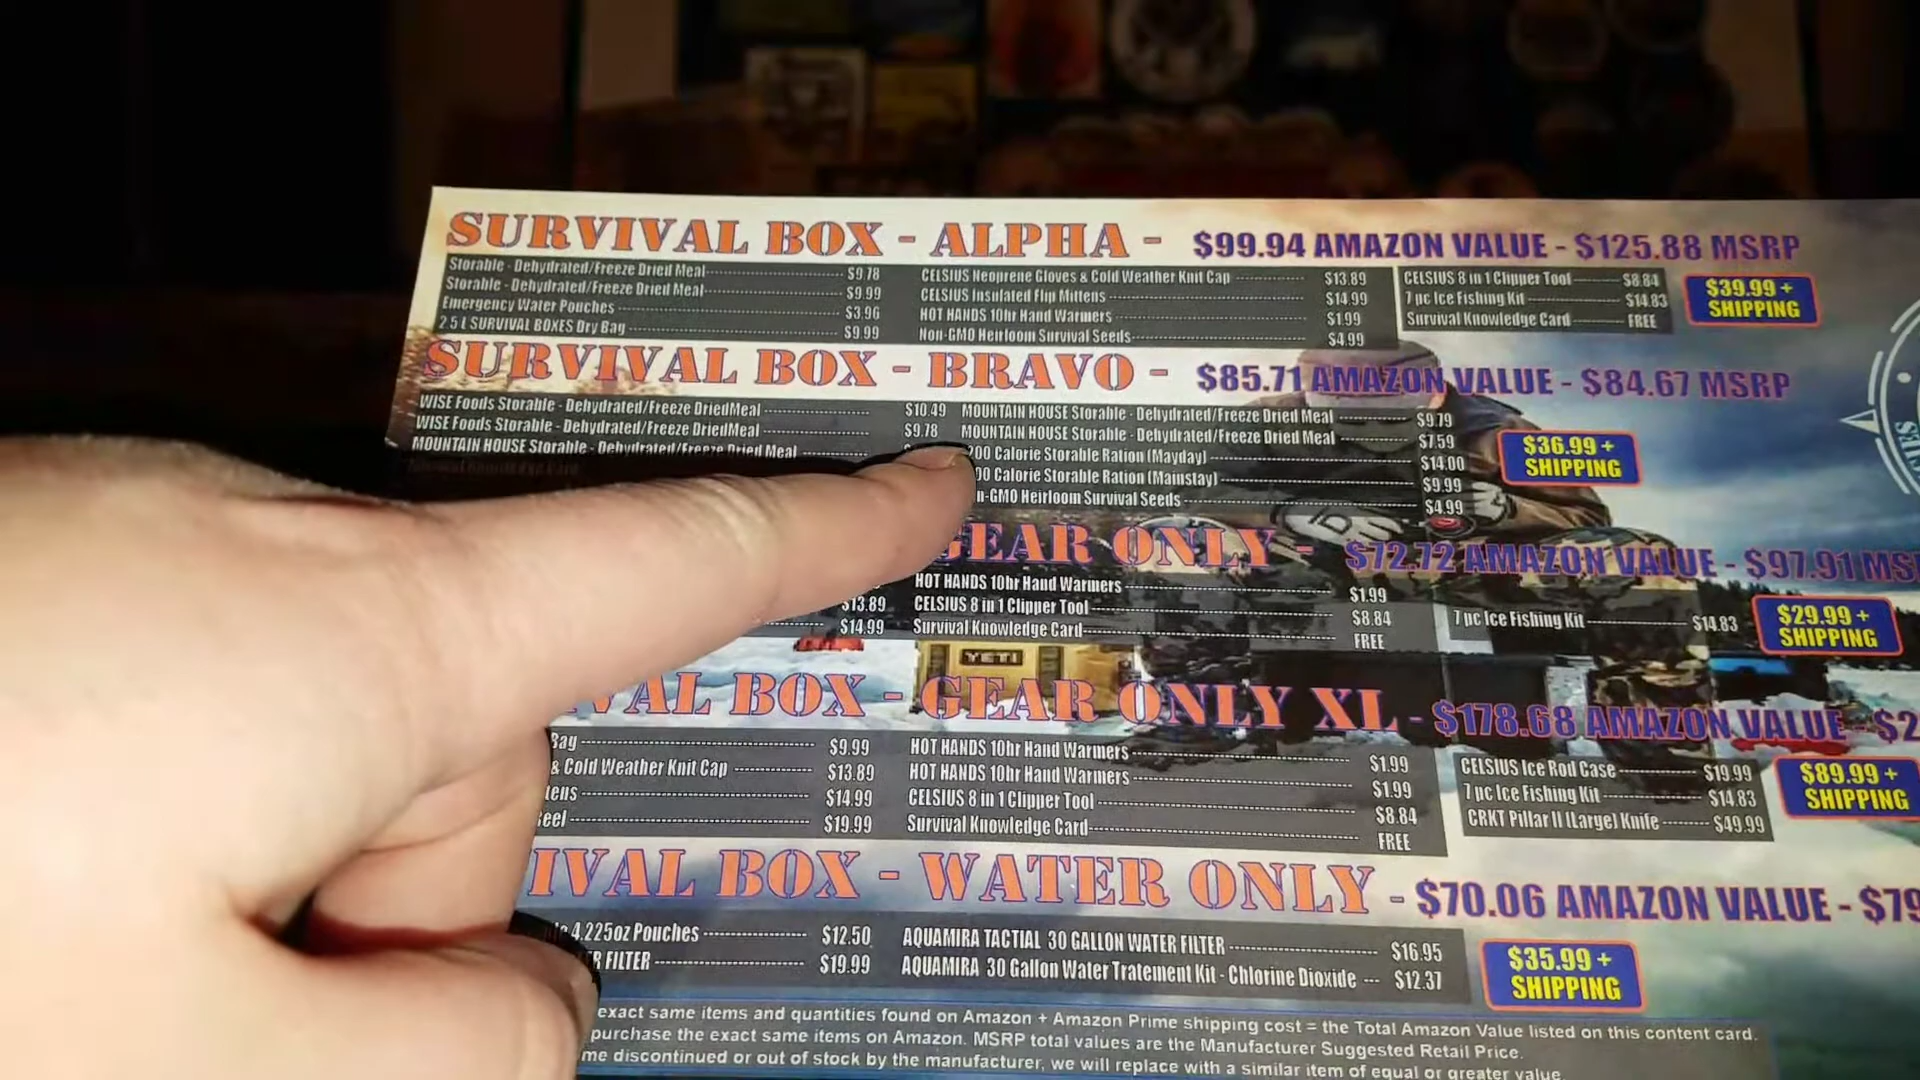 SURVIVAL BOX - ALPHA - $99.94 AMAZON VALUE - $125.88 MSRP
Storable - Dehydrated/Freeze Dried Meal $9.78
Storable - Dehydrated/Freeze Dried Meal $9.99
Emergency Water Pouches $3.96
2.5 L SURVIVAL BOXES Dry Bag $9.99
CELSIUS Neoprene Gloves & Cold Weather Knit Cap $13.89
CELSIUS Insulated Flip Mittens $14.99
HOT HANDS 10hr Hand Warmers $1.99
Non-GMO Heirloom Survival Seeds $4.99
CELSIUS 8 in 1 Clipper Tool $8.84
7 pc Ice Fishing Kit $14.83
Survival Knowledge Card FREE
$39.99 +
SHIPPING
SURVIVAL BOX - BRAVO - $85.71 AMAZON VALUE - $84.67 MSRP
WISE Foods Storable - Dehydrated/Freeze DriedMeal $10.49
WISE Foods Storable - Dehydrated/Freeze DriedMeal $9.78
MOUNTAIN HOUSE Storable - Dehydrated/Freeze Dried Meal
MOUNTAIN HOUSE Storable - Dehydrated/Freeze Dried Meal $9.79
MOUNTAIN HOUSE Storable - Dehydrated/Freeze Dried Meal $7.59
200 Calorie Storable Ration (Mayday) $14.00
00 Calorie Storable Ration (Mainstay) $9.99
n-GMO Heirloom Survival Seeds $4.99
$36.99 +
SHIPPING
GEAR ONLY - $72.72 AMAZON VALUE - $97.91 MS
$13.89
$14.99
HOT HANDS 10hr Hand Warmers $1.99
CELSIUS 8 in 1 Clipper Tool $8.84
Survival Knowledge Card FREE
7 pc Ice Fishing Kit $14.83
$29.99 +
SHIPPING
YETI
VAL BOX - GEAR ONLY XL - $178.68 AMAZON VALUE - $2
Bag $9.99
& Cold Weather Knit Cap $13.89
tens $14.99
eel $19.99
HOT HANDS 10hr Hand Warmers $1.99
HOT HANDS 10hr Hand Warmers $1.99
CELSIUS 8 in 1 Clipper Tool $8.84
Survival Knowledge Card FREE
CELSIUS Ice Rod Case $19.99
7 pc Ice Fishing Kit $14.83
CRKT Pillar II (Large) Knife $49.99
$89.99 +
SHIPPING
IVAL BOX - WATER ONLY - $70.06 AMAZON VALUE - $79
4.225oz Pouches $12.50
R FILTER $19.99
AQUAMIRA TACTIAL 30 GALLON WATER FILTER $16.95
AQUAMIRA 30 Gallon Water Tratement Kit - Chlorine Dioxide --- $12.37
$35.99 +
SHIPPING
exact same items and quantities found on Amazon + Amazon Prime shipping cost = the Total Amazon Value listed on this content card.
purchase the exact same items on Amazon. MSRP total values are the Manufacturer Suggested Retail Price.
me discontinued or out of stock by the manufacturer, we will replace with a similar item of equal or greater value.